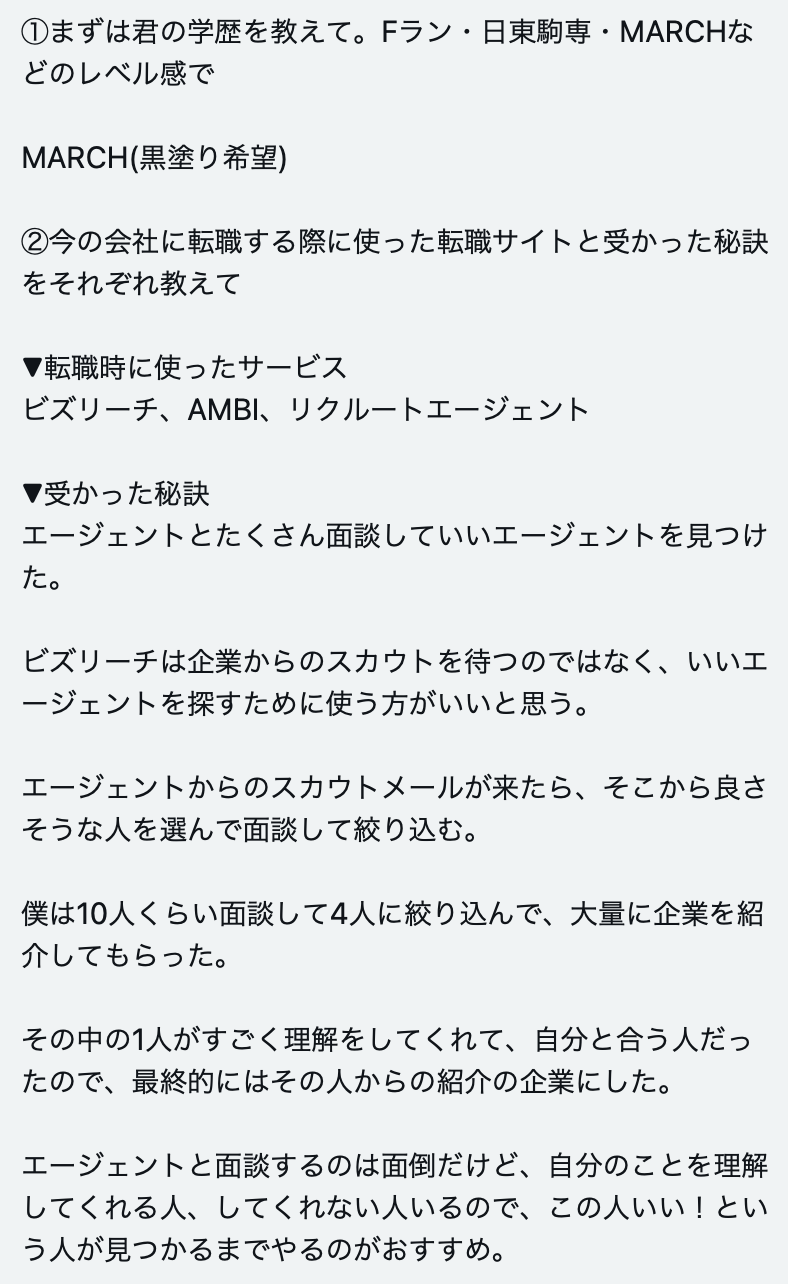 ①まずは君の学歴を教えて。Fラン・日東駒専・MARCHな
どのレベル感で
MARCH(黒塗り希望)
②今の会社に転職する際に使った転職サイトと受かった秘訣
をそれぞれ教えて
▼転職時に使ったサービス
ビズリーチ、AMBI、リクルートエージェント
▼受かった秘訣
エージェントとたくさん面談していいエージェントを見つけ
た。
ビズリーチは企業からのスカウトを待つのではなく、いいエ
ージェントを探すために使う方がいいと思う。
エージェントからのスカウトメールが来たら、そこから良さ
そうな人を選んで面談して絞り込む。
僕は10人くらい面談して4人に絞り込んで、大量に企業を紹
介してもらった。
その中の1人がすごく理解をしてくれて、自分と合う人だっ
たので、最終的にはその人からの紹介の企業にした。
エージェントと面談するのは面倒だけど、自分のことを理解
してくれる人、してくれない人いるので、この人いい！とい
う人が見つかるまでやるのがおすすめ。